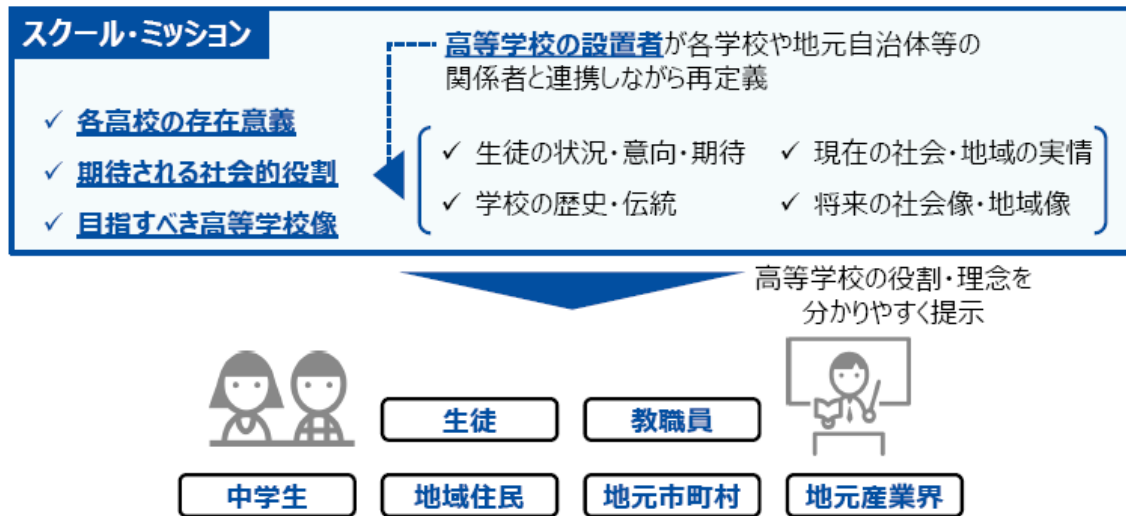 スクール・ミッション
高等学校の設置者が各学校や地元自治体等の
関係者と連携しながら再定義
✓ 各高校の存在意義
✓ 期待される社会的役割
✓ 目指すべき高等学校像
✓ 生徒の状況・意向・期待 ✓ 現在の社会・地域の実情
✓ 学校の歴史・伝統 ✓ 将来の社会像・地域像
高等学校の役割・理念を
分かりやすく提示
生徒 教職員
中学生 地域住民 地元市町村 地元産業界